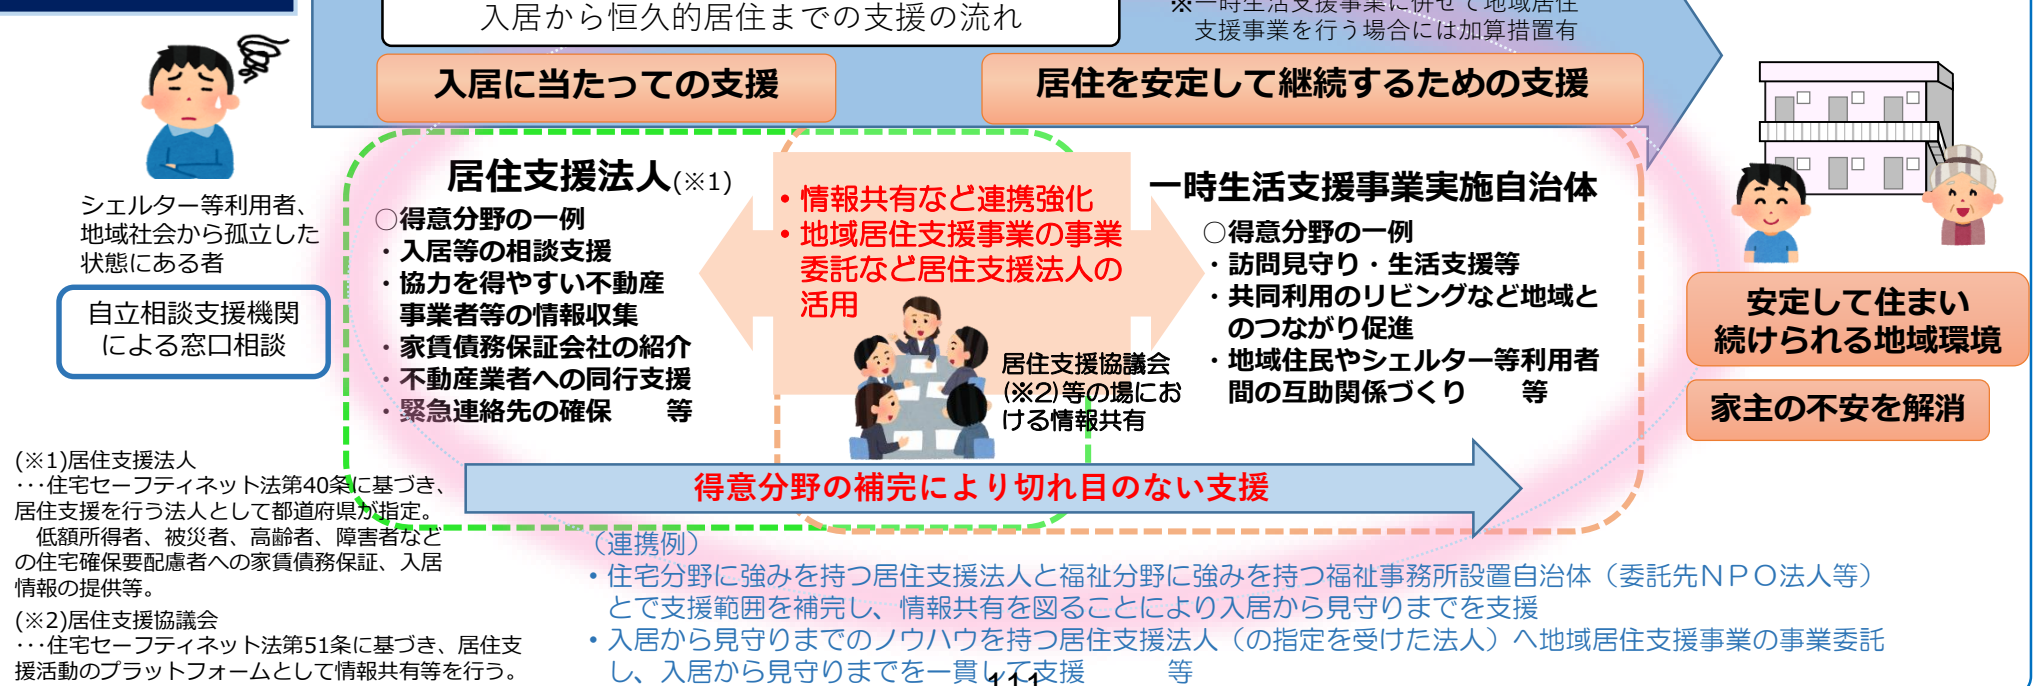 入居から恒久的居住までの支援の流れ
※一時生活支援事業に併せて地域居住
支援事業を行う場合には加算措置有
入居に当たっての支援
居住を安定して継続するための支援
シェルター等利用者、
地域社会から孤立した
状態にある者
自立相談支援機関
による窓口相談
居住支援法人(※1)
○得意分野の一例
・入居等の相談支援
・協力を得やすい不動産
事業者等の情報収集
・家賃債務保証会社の紹介
・不動産業者への同行支援
・緊急連絡先の確保　等
・情報共有など連携強化
・地域居住支援事業の事業
委託など居住支援法人の
活用
居住支援協議会
(※2)等の場にお
ける情報共有
一時生活支援事業実施自治体
○得意分野の一例
・訪問見守り・生活支援等
・共同利用のリビングなど地域と
のつながり促進
・地域住民やシェルター等利用者
間の互助関係づくり　等
安定して住まい
続けられる地域環境
家主の不安を解消
得意分野の補完により切れ目のない支援
(※1)居住支援法人
･･･住宅セーフティネット法第40条に基づき、
居住支援を行う法人として都道府県が指定。
　低額所得者、被災者、高齢者、障害者など
の住宅確保要配慮者への家賃債務保証、入居
情報の提供等。
(※2)居住支援協議会
･･･住宅セーフティネット法第51条に基づき、居住支
援活動のプラットフォームとして情報共有等を行う。
（連携例）
・住宅分野に強みを持つ居住支援法人と福祉分野に強みを持つ福祉事務所設置自治体（委託先ＮＰＯ法人等）
とで支援範囲を補完し、情報共有を図ることにより入居から見守りまでを支援
・入居から見守りまでのノウハウを持つ居住支援法人（の指定を受けた法人）へ地域居住支援事業の事業委託
し、入居から見守りまでを一貫して支援　等
111